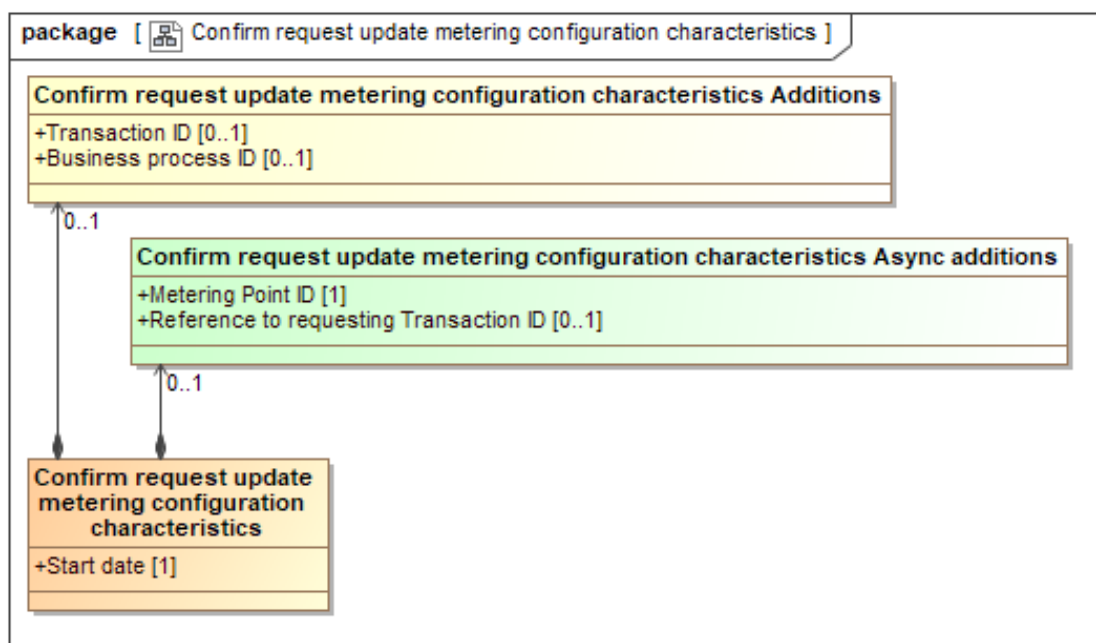 package [ Confirm request update metering configuration characteristics ]
Confirm request update metering configuration characteristics Additions
+Transaction ID [0..1]
+Business process ID [0..1]
0..1
Confirm request update metering configuration characteristics Async additions
+Metering Point ID [1]
+Reference to requesting Transaction ID [0..1]
0..1
Confirm request update
metering configuration
characteristics
+Start date [1]